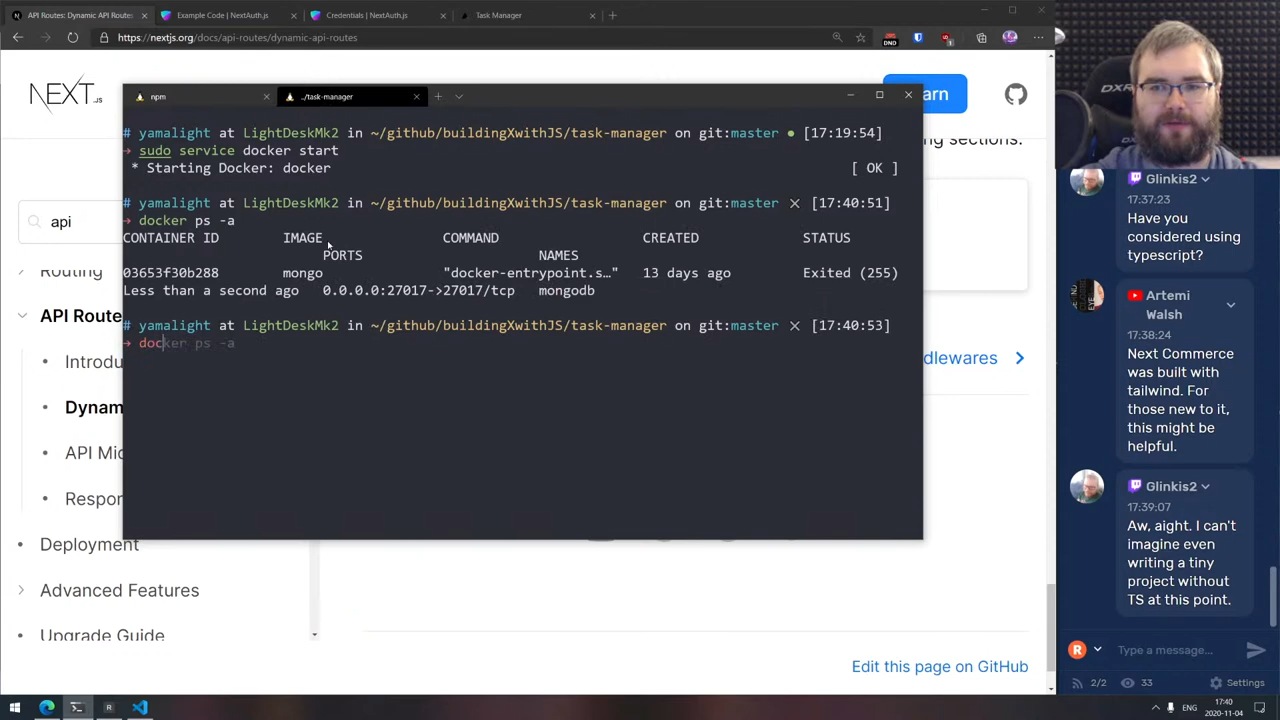 API Routes: Dynamic API Routes
Example Code | NextAuth.js
Credentials | NextAuth.js
Task Manager
https://nextjs.org/docs/api-routes/dynamic-api-routes
DND
1
NEXT.JS
arn
ng sections.
api
Routing
API Route
Introdu
Dynam
API Mic
Respon
Deployment
Advanced Features
Upgrade Guide
dlewares
Edit this page on GitHub
npm
../task-manager
# yamalight at LightDeskMk2 in ~/github/buildingXwithJS/task-manager on git:master ● [17:19:54]
→ sudo service docker start
* Starting Docker: docker [ OK ]
# yamalight at LightDeskMk2 in ~/github/buildingXwithJS/task-manager on git:master ✕ [17:40:51]
→ docker ps -a
CONTAINER ID IMAGE COMMAND CREATED STATUS
PORTS NAMES
03653f30b288 mongo "docker-entrypoint.s…" 13 days ago Exited (255)
Less than a second ago 0.0.0.0:27017->27017/tcp mongodb
# yamalight at LightDeskMk2 in ~/github/buildingXwithJS/task-manager on git:master ✕ [17:40:53]
→ docker ps -a
DXR
Glinkis2
17:37:23
Have you
considered using
typescript?
Artemi
Walsh
17:38:24
Next Commerce
was built with
tailwind. For
those new to it,
this might be
helpful.
Glinkis2
17:39:07
Aw, aight. I can't
imagine even
writing a tiny
project without
TS at this point.
R
Type a message...
2/2
33
Settings
ENG
17:40
2020-11-04